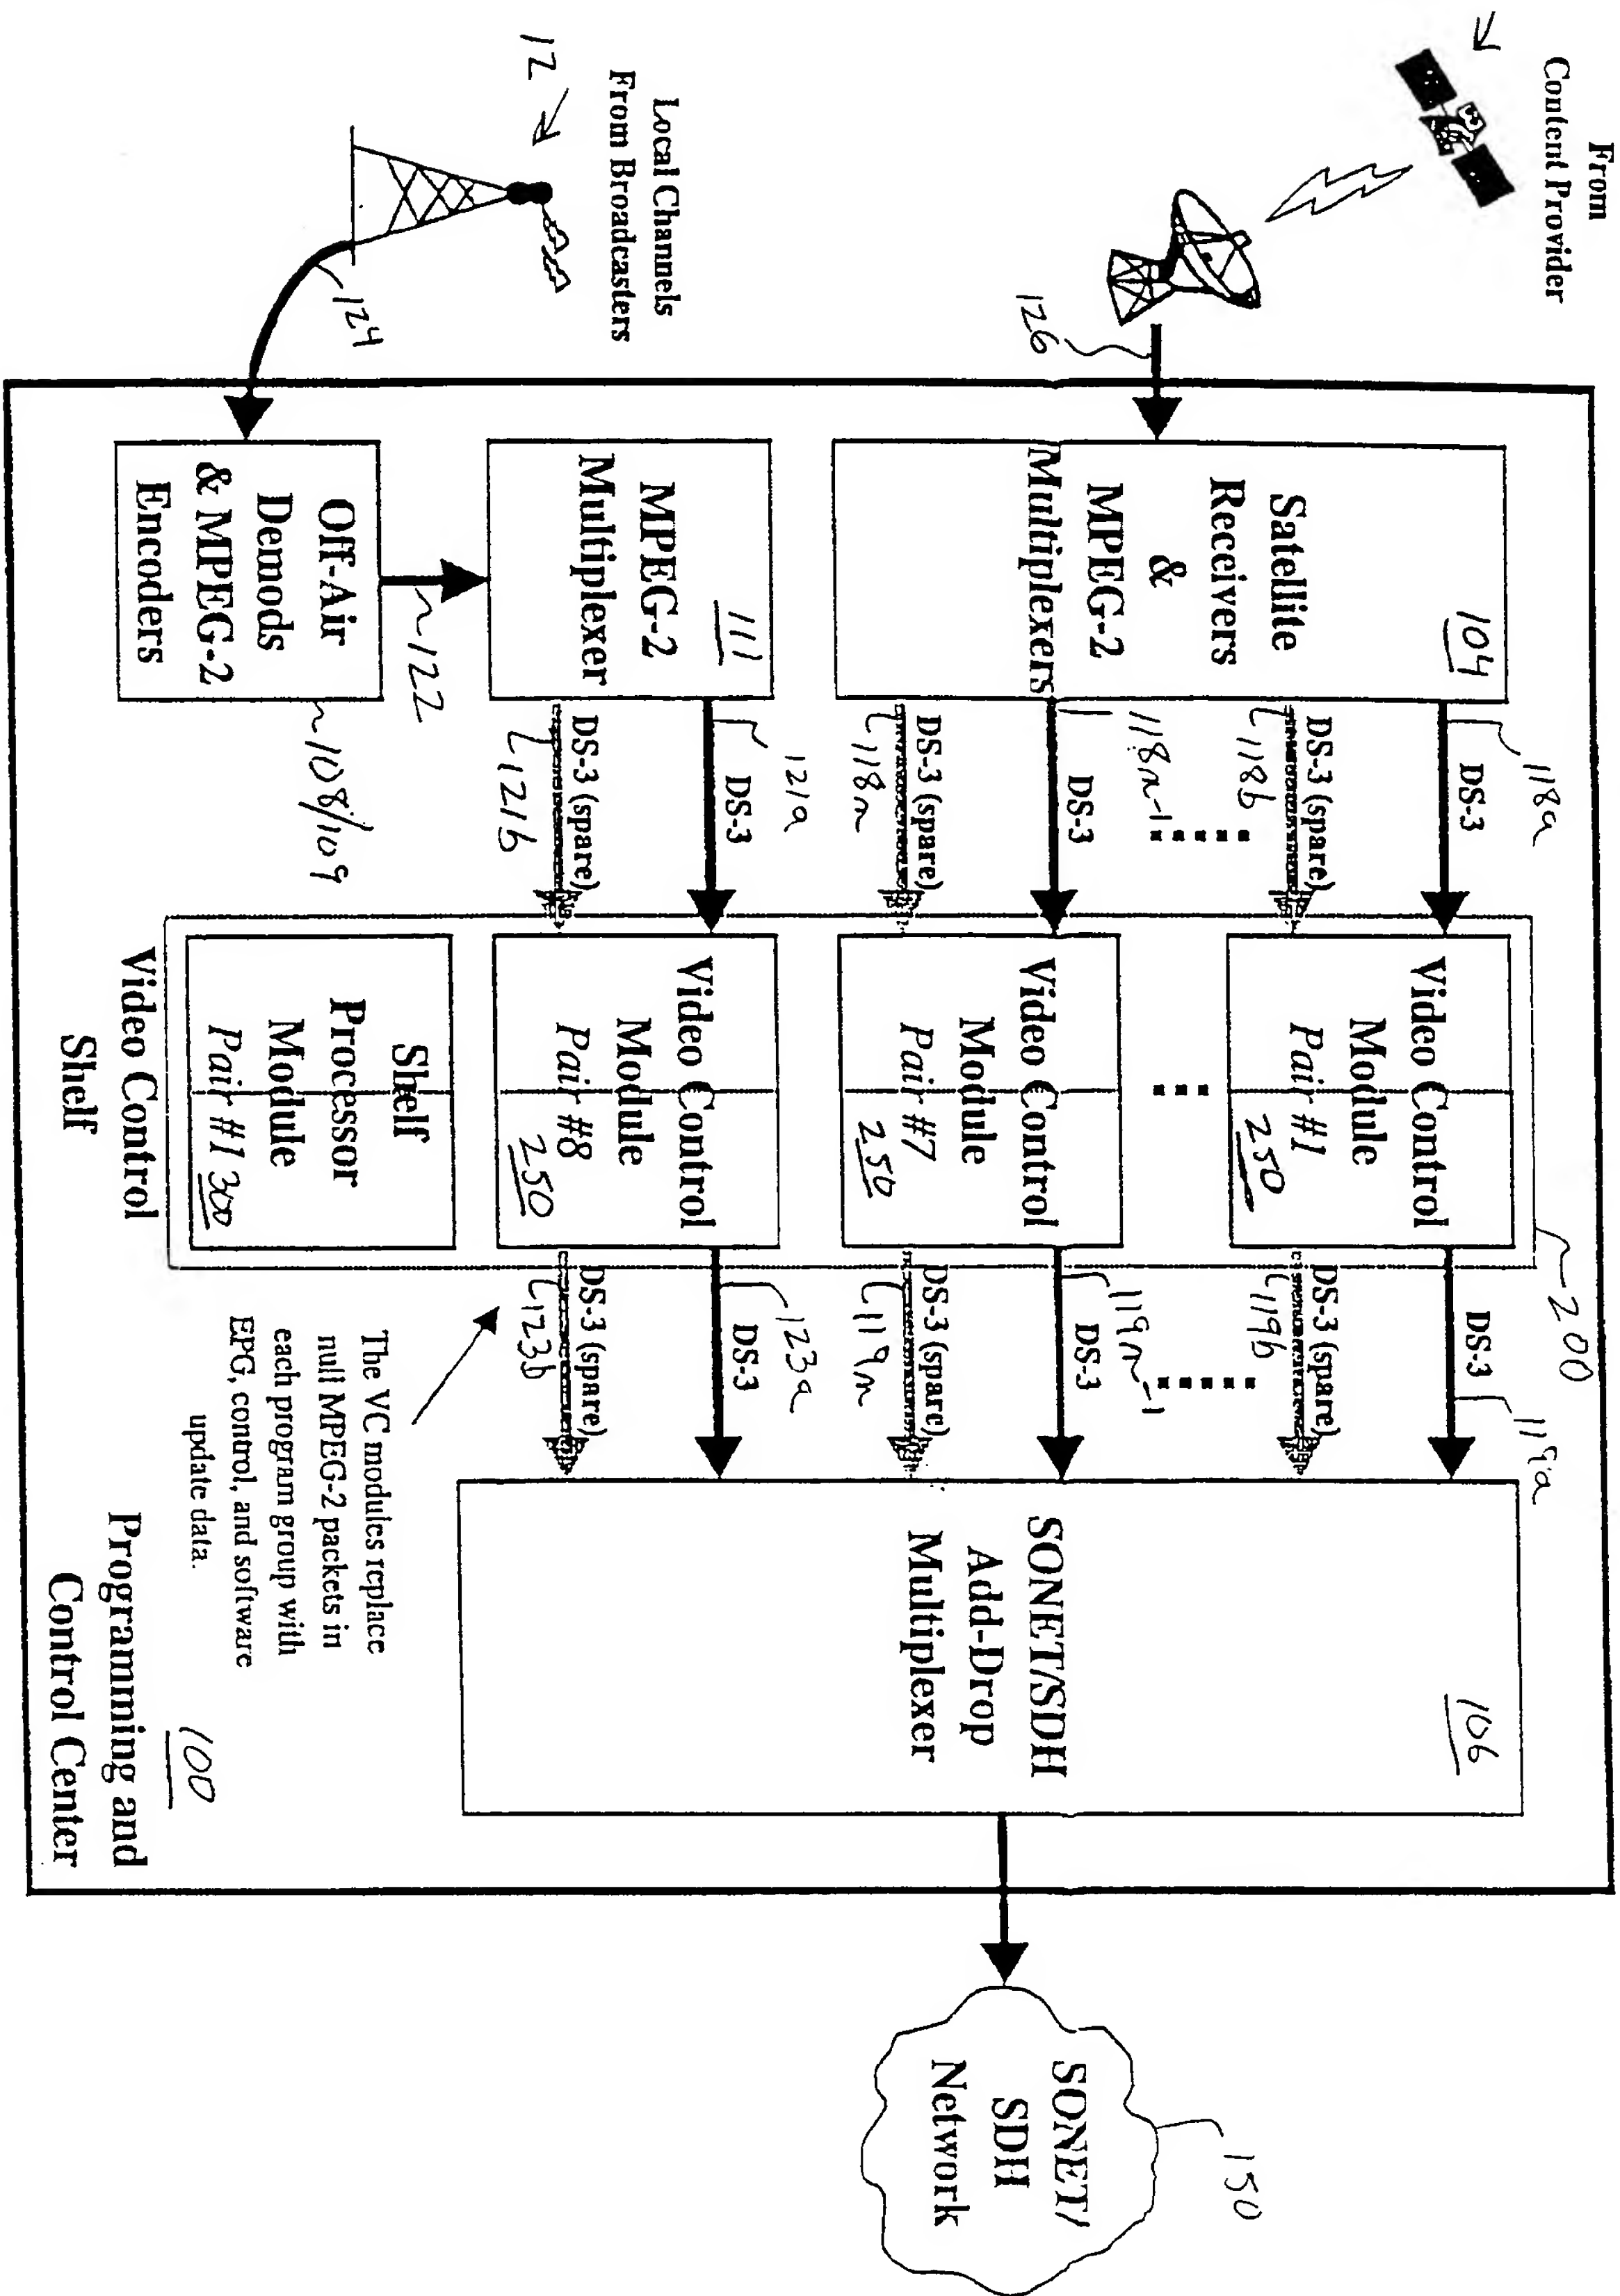 From
Content Provider
Local Channels
From Broadcasters
12
126
124
Satellite
Receivers
&
MPEG-2
Multiplexers
104
MPEG-2
Multiplexer
111
Off-Air
Demods
& MPEG-2
Encoders
122
108/109
118a
DS-3
DS-3 (spare)
118b
118n-1
DS-3
DS-3 (spare)
118n
121a
DS-3
DS-3 (spare)
121b
Video Control
Module
Pair #1
250
Video Control
Module
Pair #7
250
Video Control
Module
Pair #8
250
Shelf
Processor
Module
Pair #1 300
Video Control
Shelf
200
DS-3
119a
DS-3 (spare)
119b
119n-1
DS-3
DS-3 (spare)
119n
123a
DS-3
DS-3 (spare)
123b
The VC modules replace
null MPEG-2 packets in
each program group with
EPG, control, and software
update data.
SONET/SDH
Add-Drop
Multiplexer
106
Programming and
Control Center
100
SONET/
SDH
Network
150